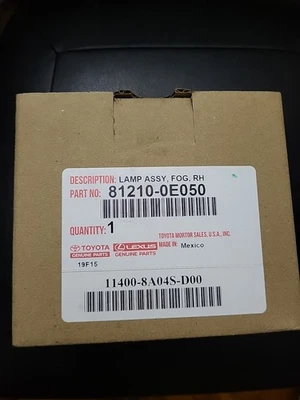 DESCRIPTION: LAMP ASSY, FOG, RH
PART NO: 81210-0E050
QUANTITY: 1
TOYOTA MORTOR SALES, U.S.A., INC.
TOYOTA LEXUS MADE IN: Mexico
GENUINE PARTS GENUINE PARTS
19F15
11400-8A04S-D00